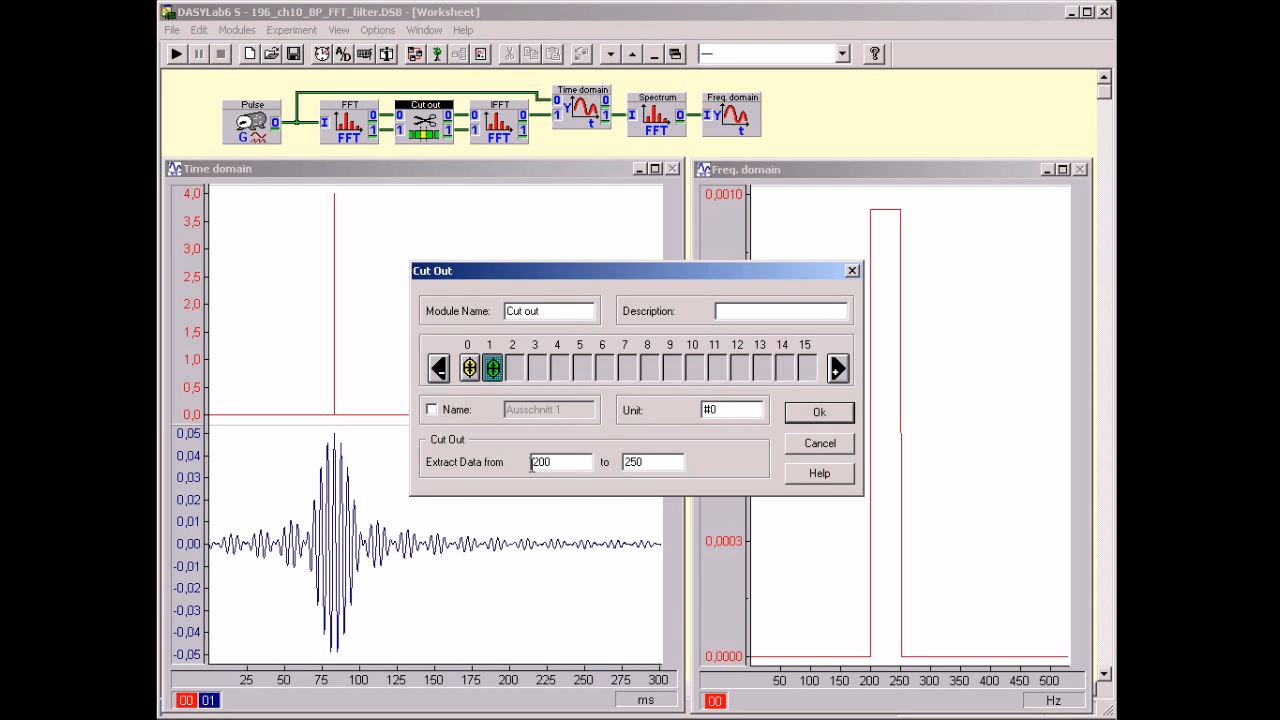 DASYLab6 S - 196_ch10_BP_FFT_filter.DSB - [Worksheet]
File Edit Modules Experiment View Options Window Help
Pulse
FFT
Cut out
IFFT
Time domain
Spectrum
Freq. domain
Time domain
Freq. domain
4,0
3,5
3,0
2,5
2,0
1,5
1,0
0,5
0,0
0,05
0,04
0,03
0,02
0,01
0,00
-0,01
-0,02
-0,03
-0,04
-0,05
25 50 75 100 125 150 175 200 225 250 275 300
00 01 ms
Cut Out
Module Name: Cut out Description:
0 1 2 3 4 5 6 7 8 9 10 11 12 13 14 15
Name: Ausschnitt 1 Unit: #0 Ok
Cut Out Cancel
Extract Data from 200 to 250
Help
0,0010
0,0003
0,0000
50 100 150 200 250 300 350 400 450 500
00 Hz